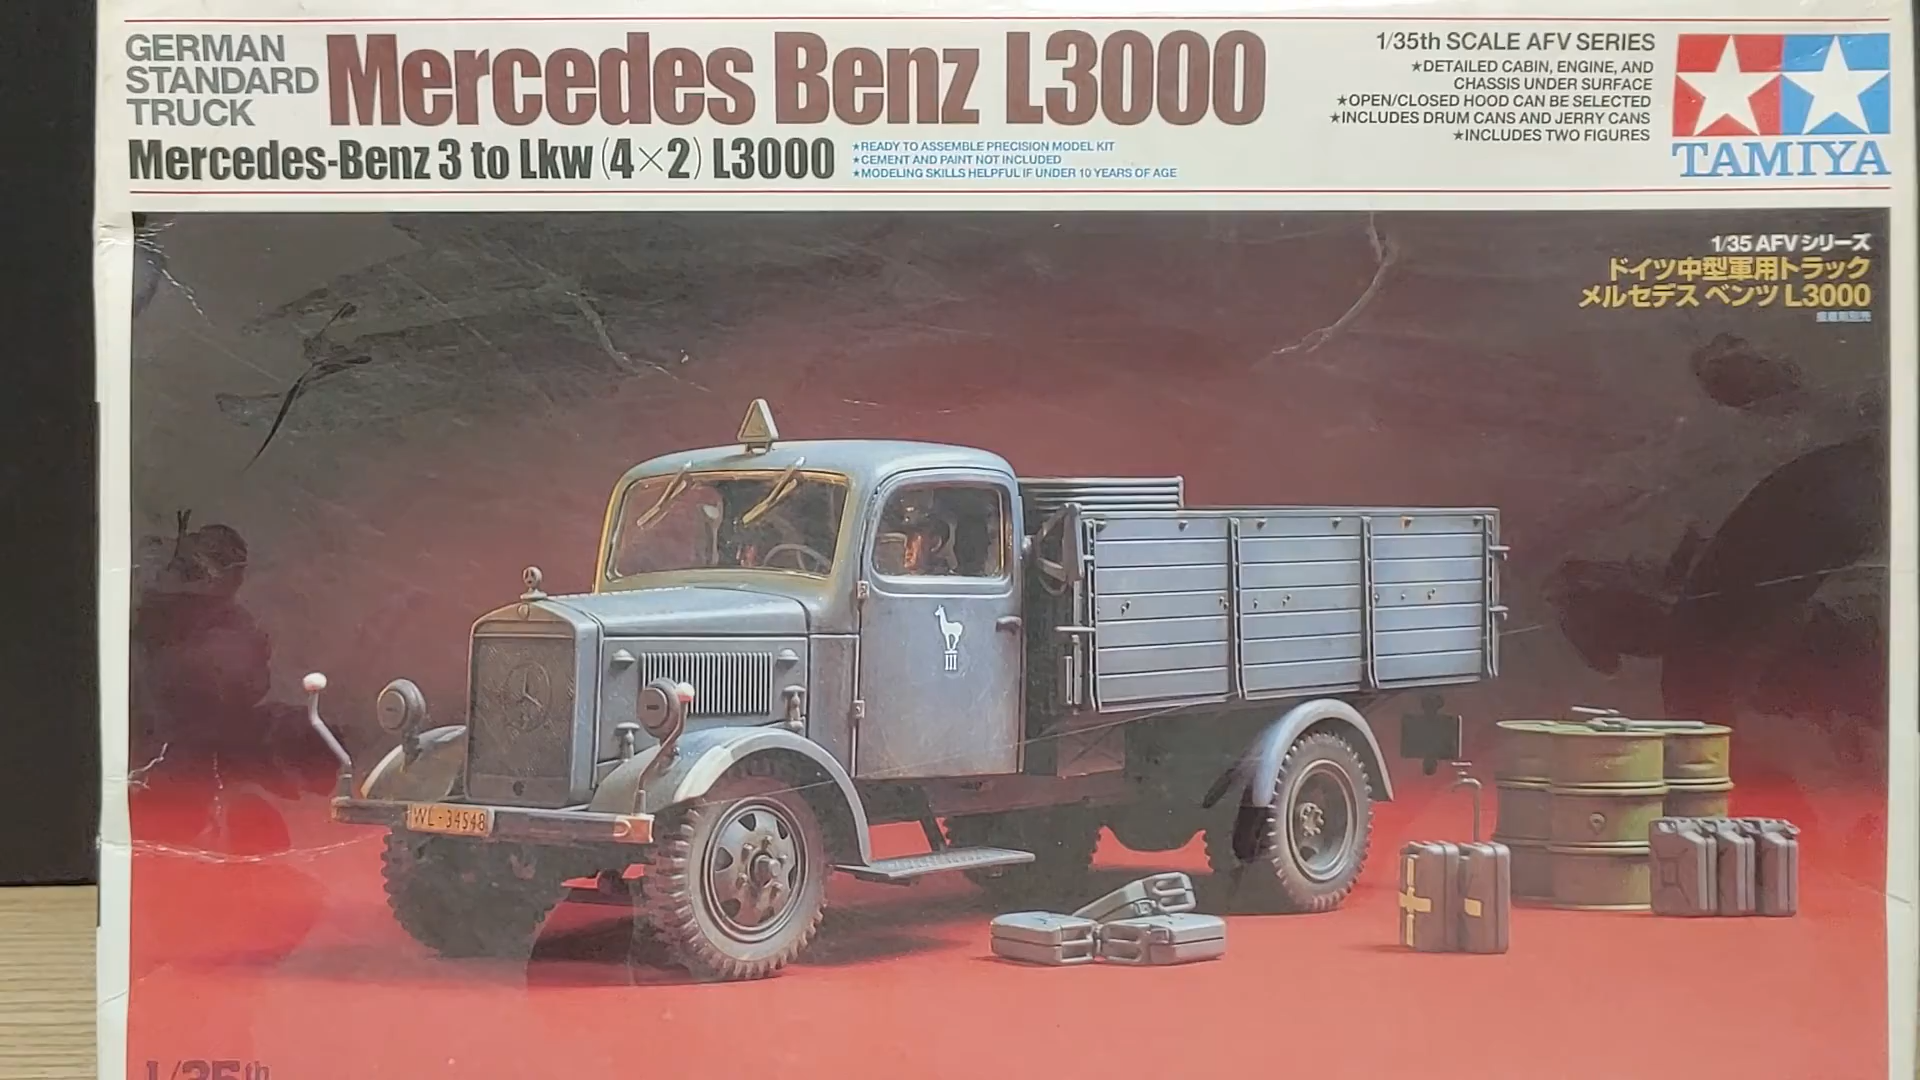 GERMAN
STANDARD
TRUCK
Mercedes Benz L3000
Mercedes-Benz 3 to Lkw (4×2) L3000
★READY TO ASSEMBLE PRECISION MODEL KIT
★CEMENT AND PAINT NOT INCLUDED
★MODELING SKILLS HELPFUL IF UNDER 10 YEARS OF AGE
1/35th SCALE AFV SERIES
★DETAILED CABIN, ENGINE, AND
CHASSIS UNDER SURFACE
★OPEN/CLOSED HOOD CAN BE SELECTED
★INCLUDES DRUM CANS AND JERRY CANS
★INCLUDES TWO FIGURES
TAMIYA
1/35 AFVシリーズ
ドイツ中型軍用トラック
メルセデス ベンツ L3000
III
WL-34548
1/35th